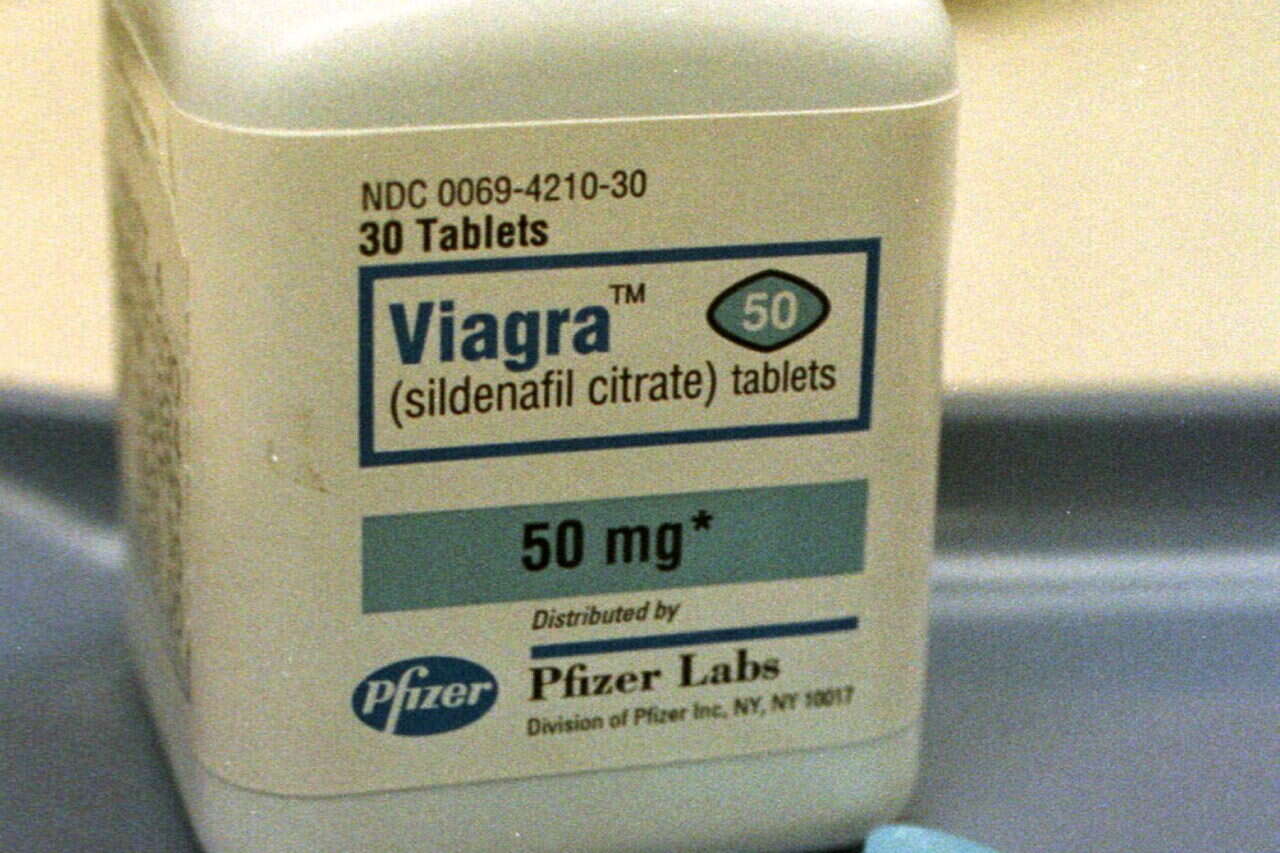 NDC 0069-4210-30
30 Tablets
Viagra™
50
(sildenafil citrate) tablets
50 mg*
Distributed by
Pfizer
Pfizer Labs
Division of Pfizer Inc, NY, NY 10017